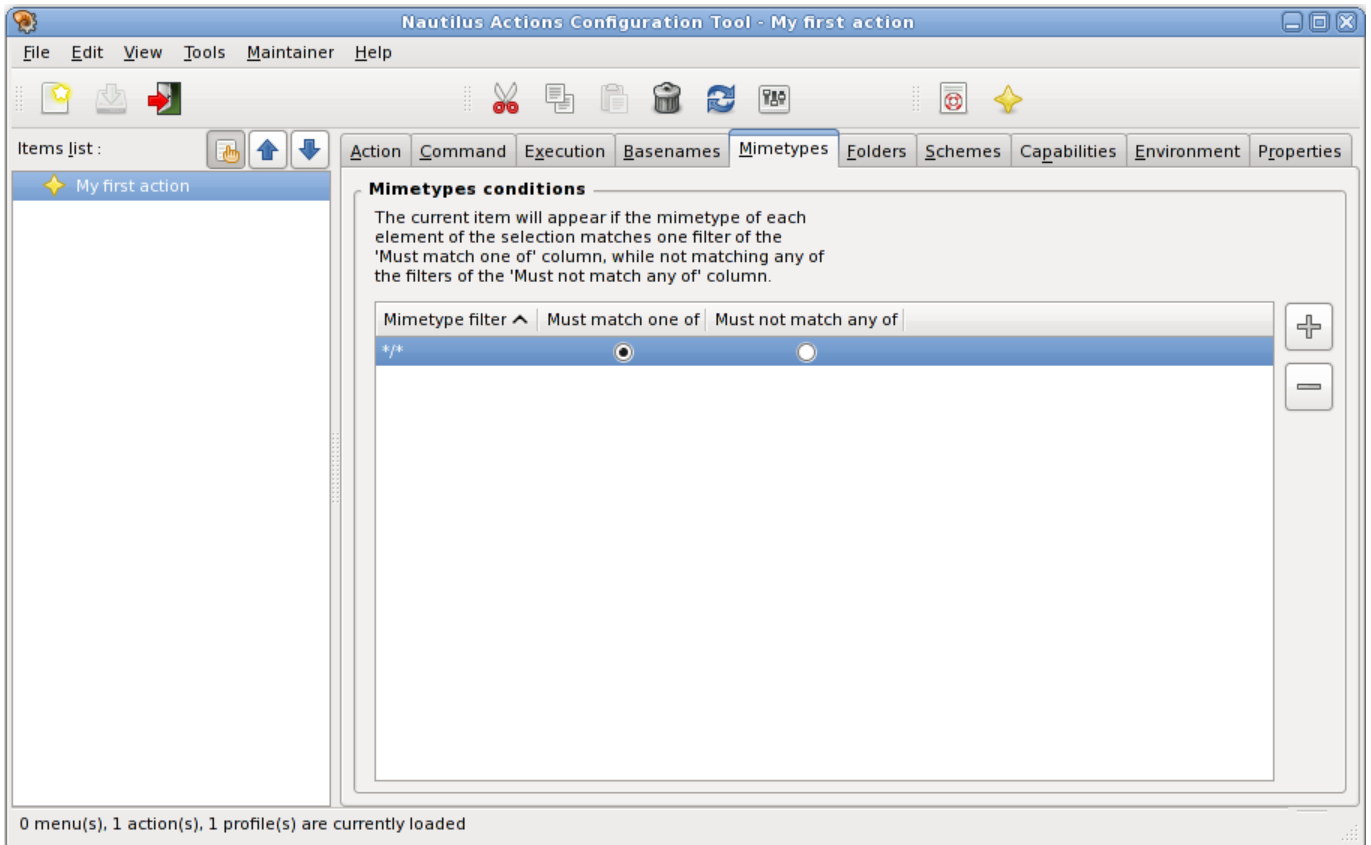 Nautilus Actions Configuration Tool - My first action
File Edit View Tools Maintainer Help
Items list :
Action Command Execution Basenames Mimetypes Folders Schemes Capabilities Environment Properties
My first action
Mimetypes conditions
The current item will appear if the mimetype of each
element of the selection matches one filter of the
'Must match one of' column, while not matching any of
the filters of the 'Must not match any of' column.
Mimetype filter Must match one of Must not match any of
*/*
0 menu(s), 1 action(s), 1 profile(s) are currently loaded